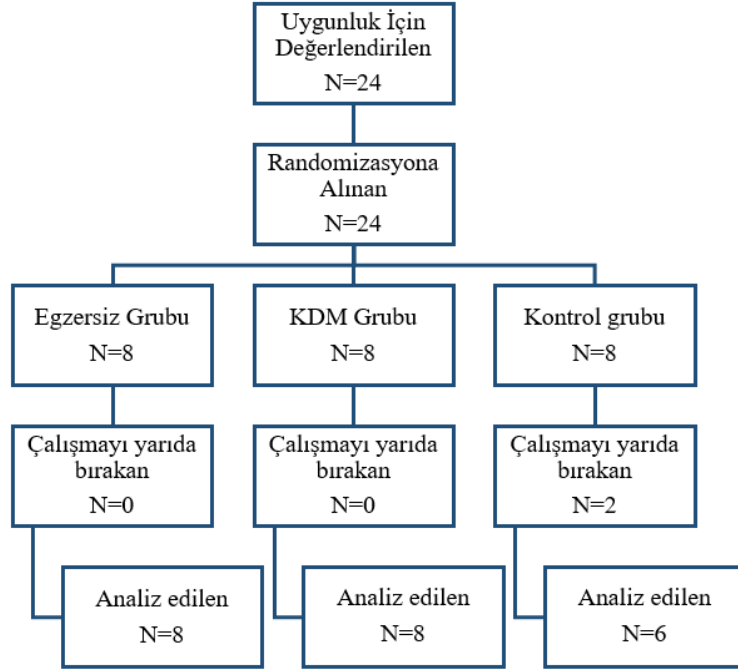 Uygunluk İçin
Değerlendirilen
N=24
Randomizasyona
Alınan
N=24
Egzersiz Grubu
N=8
KDM Grubu
N=8
Kontrol grubu
N=8
Çalışmayı yarıda
bırakan
N=0
Çalışmayı yarıda
bırakan
N=0
Çalışmayı yarıda
bırakan
N=2
Analiz edilen
N=8
Analiz edilen
N=8
Analiz edilen
N=6